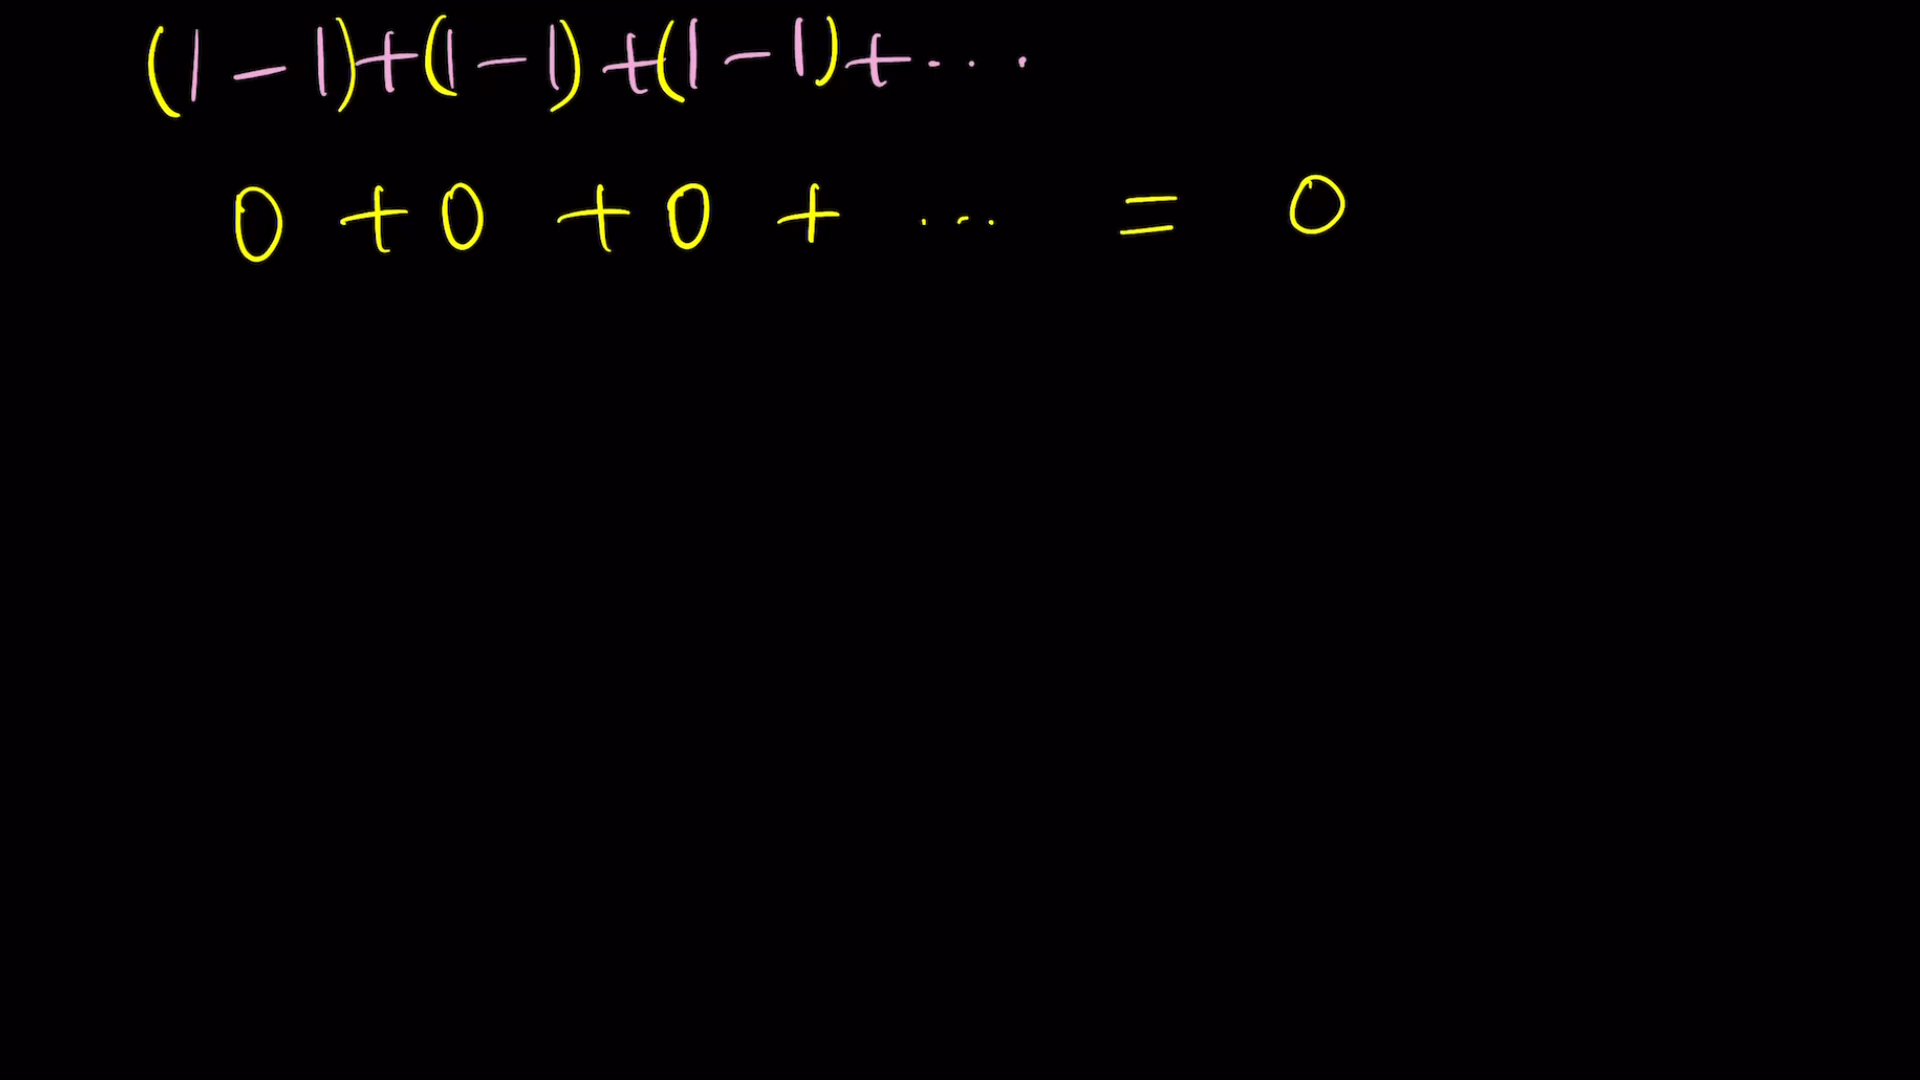 (1 - 1) + (1 - 1) + (1 - 1) + ....
0 + 0 + 0 + ... = 0